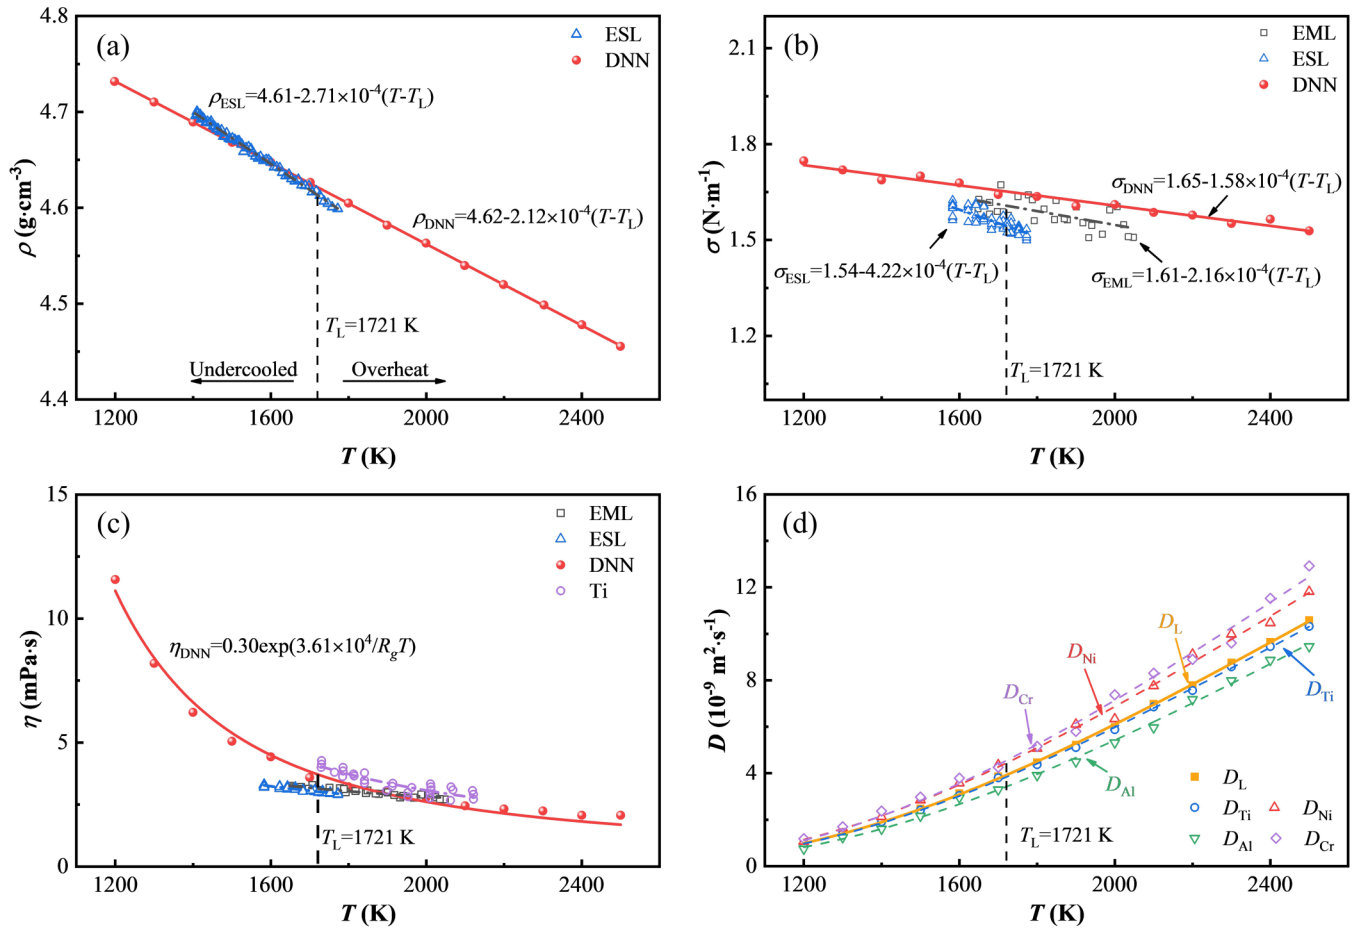 (a)
ESL
DNN
ρESL=4.61-2.71×10-4(T-TL)
ρDNN=4.62-2.12×10-4(T-TL)
TL=1721 K
Undercooled
Overheat
4.8
4.7
4.6
4.5
4.4
ρ (g·cm-3)
1200
1600
2000
2400
T (K)
(b)
EML
ESL
DNN
σDNN=1.65-1.58×10-4(T-TL)
σESL=1.54-4.22×10-4(T-TL)
σEML=1.61-2.16×10-4(T-TL)
TL=1721 K
2.1
1.8
1.5
1.2
σ (N·m-1)
1200
1600
2000
2400
T (K)
(c)
EML
ESL
DNN
Ti
ηDNN=0.30exp(3.61×104/RgT)
TL=1721 K
15
10
5
0
η (mPa·s)
1200
1600
2000
2400
T (K)
(d)
DL
DNi
DCr
DTi
DAl
DL
DTi
DNi
DAl
DCr
TL=1721 K
16
12
8
4
0
D (10-9 m2·s-1)
1200
1600
2000
2400
T (K)